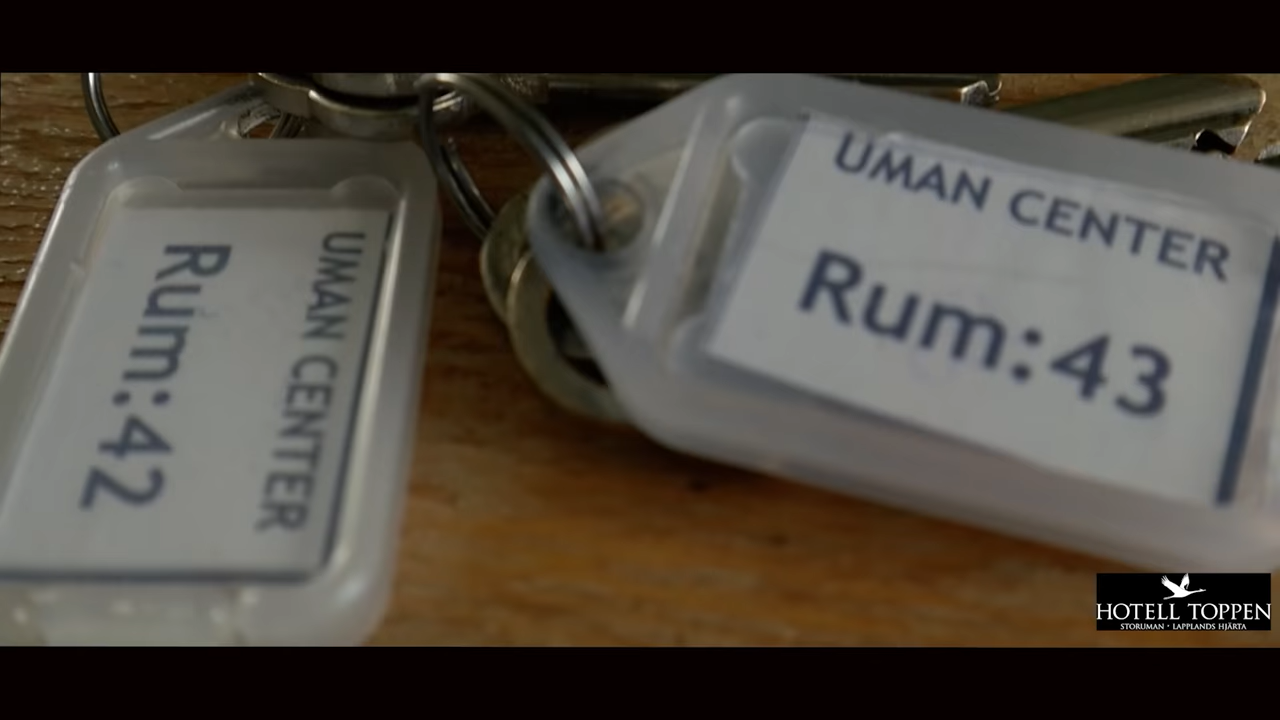 UMAN CENTER
Rum:42
UMAN CENTER
Rum:43
HOTELL TOPPEN
STORUMAN • LAPPLANDS HJÄRTA